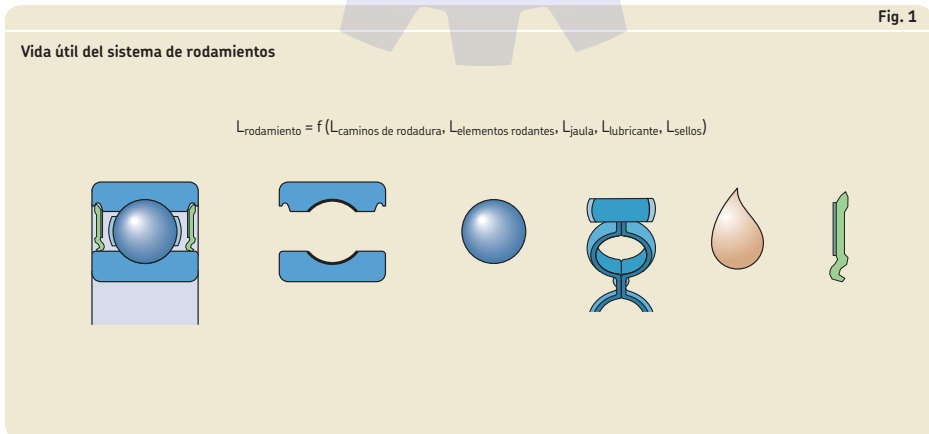 Fig. 1
Vida útil del sistema de rodamientos
Lrodamiento = f (Lcaminos de rodadura, Lelementos rodantes, Ljaula, Llubricante, Lsellos)